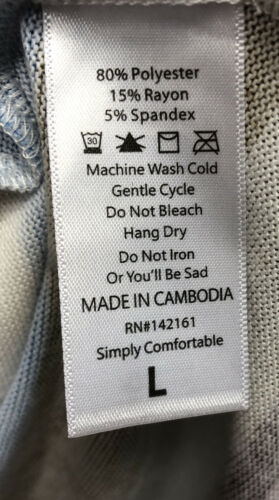 80% Polyester
15% Rayon
5% Spandex
30
Machine Wash Cold
Gentle Cycle
Do Not Bleach
Hang Dry
Do Not Iron
Or You'll Be Sad
MADE IN CAMBODIA
RN#142161
Simply Comfortable
L